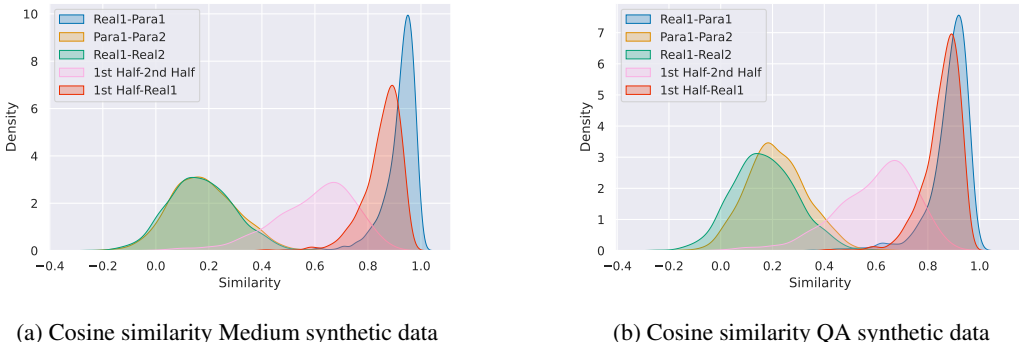 Real1-Para1
Para1-Para2
Real1-Real2
1st Half-2nd Half
1st Half-Real1
Density
10
8
6
4
2
0
−0.4 −0.2 0.0 0.2 0.4 0.6 0.8 1.0
Similarity
(a) Cosine similarity Medium synthetic data
Real1-Para1
Para1-Para2
Real1-Real2
1st Half-2nd Half
1st Half-Real1
Density
7
6
5
4
3
2
1
0
−0.4 −0.2 0.0 0.2 0.4 0.6 0.8 1.0
Similarity
(b) Cosine similarity QA synthetic data